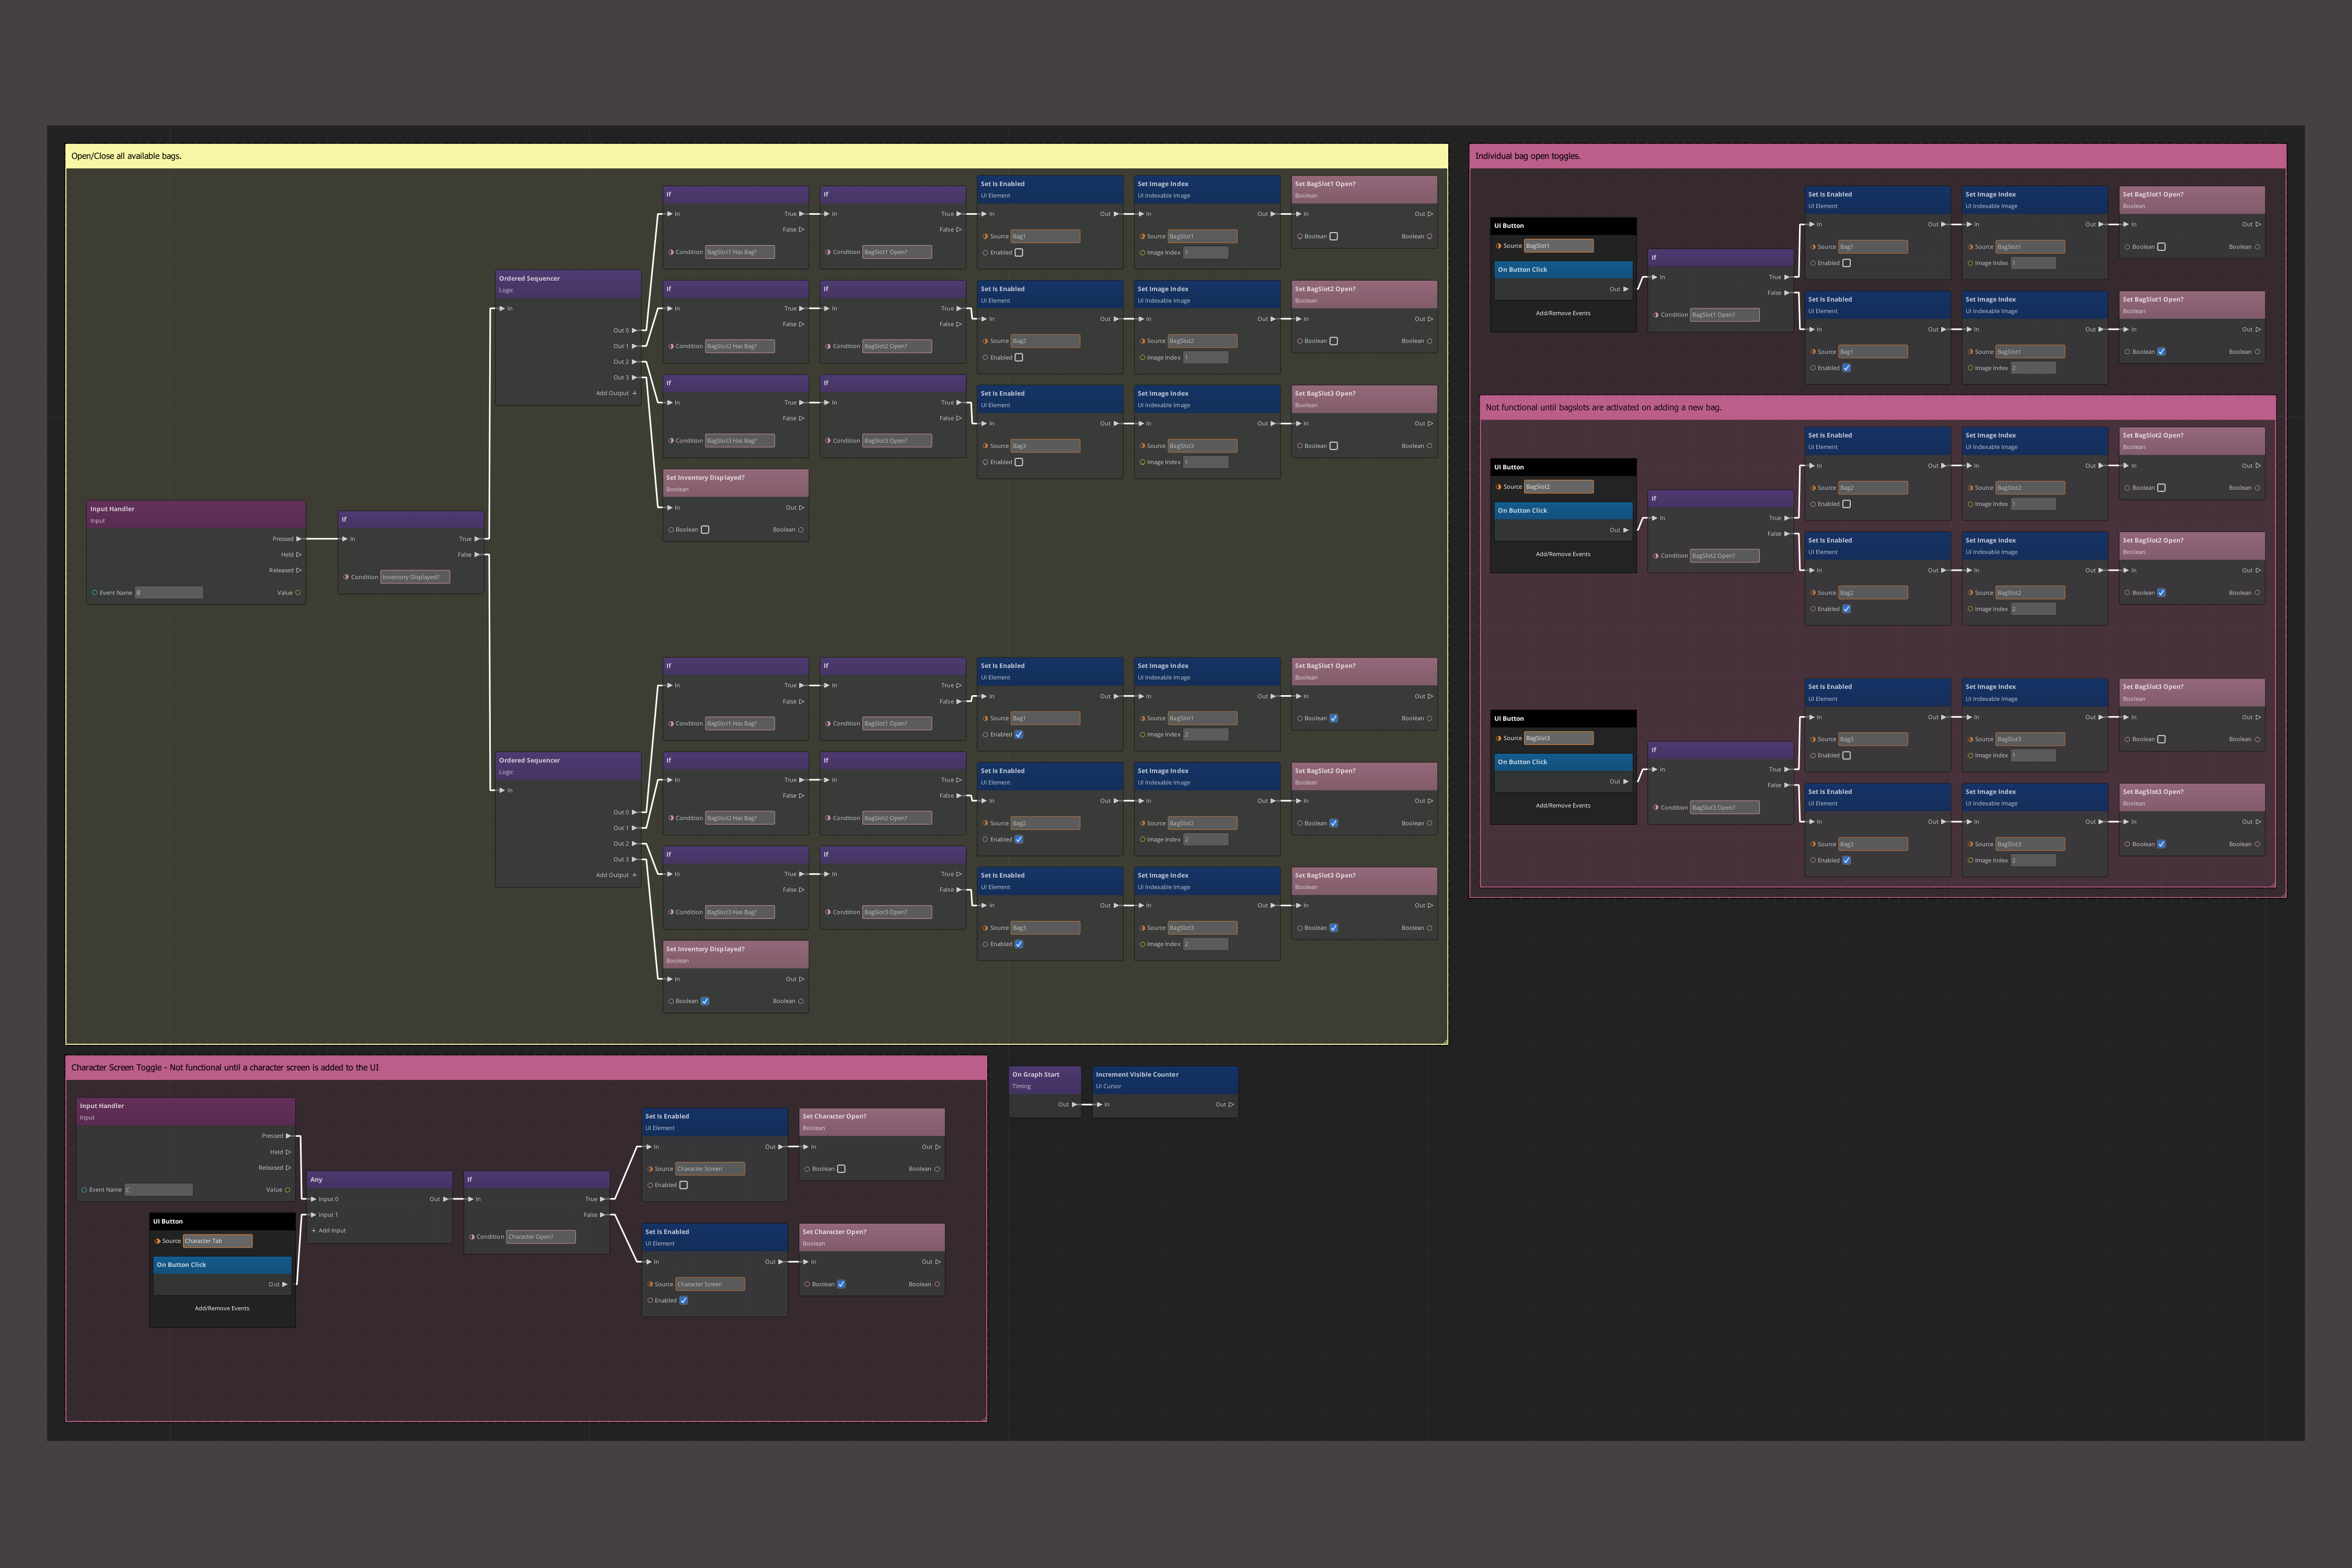 Open/Close all available bags.
Input Handler
Input
Pressed
Held
Released
Event Name B
Value
If
In
True
False
Condition Inventory Displayed?
Ordered Sequencer
Logic
In
Out 0
Out 1
Out 2
Out 3
Add Output +
If
In True
False
Condition BagSlot1 Has Bag?
If
In True
False
Condition BagSlot1 Open?
Set Is Enabled
UI Element
In Out
Source Bag1
Enabled
Set Image Index
UI Indexable Image
In Out
Source BagSlot1
Image Index 1
Set BagSlot1 Open?
Boolean
In Out
Boolean Boolean
If
In True
False
Condition BagSlot2 Has Bag?
If
In True
False
Condition BagSlot2 Open?
Set Is Enabled
UI Element
In Out
Source Bag2
Enabled
Set Image Index
UI Indexable Image
In Out
Source BagSlot2
Image Index 1
Set BagSlot2 Open?
Boolean
In Out
Boolean Boolean
If
In True
False
Condition BagSlot3 Has Bag?
If
In True
False
Condition BagSlot3 Open?
Set Is Enabled
UI Element
In Out
Source Bag3
Enabled
Set Image Index
UI Indexable Image
In Out
Source BagSlot3
Image Index 1
Set BagSlot3 Open?
Boolean
In Out
Boolean Boolean
Set Inventory Displayed?
Boolean
In Out
Boolean Boolean
Ordered Sequencer
Logic
In
Out 0
Out 1
Out 2
Out 3
Add Output +
If
In True
False
Condition BagSlot1 Has Bag?
If
In True
False
Condition BagSlot1 Open?
Set Is Enabled
UI Element
In Out
Source Bag1
Enabled
Set Image Index
UI Indexable Image
In Out
Source BagSlot1
Image Index 2
Set BagSlot1 Open?
Boolean
In Out
Boolean Boolean
If
In True
False
Condition BagSlot2 Has Bag?
If
In True
False
Condition BagSlot2 Open?
Set Is Enabled
UI Element
In Out
Source Bag2
Enabled
Set Image Index
UI Indexable Image
In Out
Source BagSlot2
Image Index 2
Set BagSlot2 Open?
Boolean
In Out
Boolean Boolean
If
In True
False
Condition BagSlot3 Has Bag?
If
In True
False
Condition BagSlot3 Open?
Set Is Enabled
UI Element
In Out
Source Bag3
Enabled
Set Image Index
UI Indexable Image
In Out
Source BagSlot3
Image Index 2
Set BagSlot3 Open?
Boolean
In Out
Boolean Boolean
Set Inventory Displayed?
Boolean
In Out
Boolean Boolean
Individual bag open toggles.
UI Button
Source BagSlot1
On Button Click
Out
Add/Remove Events
If
In True
False
Condition BagSlot1 Open?
Set Is Enabled
UI Element
In Out
Source Bag1
Enabled
Set Image Index
UI Indexable Image
In Out
Source BagSlot1
Image Index 1
Set BagSlot1 Open?
Boolean
In Out
Boolean Boolean
Set Is Enabled
UI Element
In Out
Source Bag1
Enabled
Set Image Index
UI Indexable Image
In Out
Source BagSlot1
Image Index 2
Set BagSlot1 Open?
Boolean
In Out
Boolean Boolean
Not functional until bagslots are activated on adding a new bag.
UI Button
Source BagSlot2
On Button Click
Out
Add/Remove Events
If
In True
False
Condition BagSlot2 Open?
Set Is Enabled
UI Element
In Out
Source Bag2
Enabled
Set Image Index
UI Indexable Image
In Out
Source BagSlot2
Image Index 1
Set BagSlot2 Open?
Boolean
In Out
Boolean Boolean
Set Is Enabled
UI Element
In Out
Source Bag2
Enabled
Set Image Index
UI Indexable Image
In Out
Source BagSlot2
Image Index 2
Set BagSlot2 Open?
Boolean
In Out
Boolean Boolean
UI Button
Source BagSlot3
On Button Click
Out
Add/Remove Events
If
In True
False
Condition BagSlot3 Open?
Set Is Enabled
UI Element
In Out
Source Bag3
Enabled
Set Image Index
UI Indexable Image
In Out
Source BagSlot3
Image Index 1
Set BagSlot3 Open?
Boolean
In Out
Boolean Boolean
Set Is Enabled
UI Element
In Out
Source Bag3
Enabled
Set Image Index
UI Indexable Image
In Out
Source BagSlot3
Image Index 2
Set BagSlot3 Open?
Boolean
In Out
Boolean Boolean
Character Screen Toggle - Not functional until a character screen is added to the UI
Input Handler
Input
Pressed
Held
Released
Event Name C Value
UI Button
Source Character Tab
On Button Click
Out
Add/Remove Events
Any
Input 0 Out
Input 1
+ Add Input
If
In True
False
Condition Character Open?
Set Is Enabled
UI Element
In Out
Source Character Screen
Enabled
Set Character Open?
Boolean
In Out
Boolean Boolean
Set Is Enabled
UI Element
In Out
Source Character Screen
Enabled
Set Character Open?
Boolean
In Out
Boolean Boolean
On Graph Start
Timing
Out
Increment Visible Counter
UI Cursor
In Out